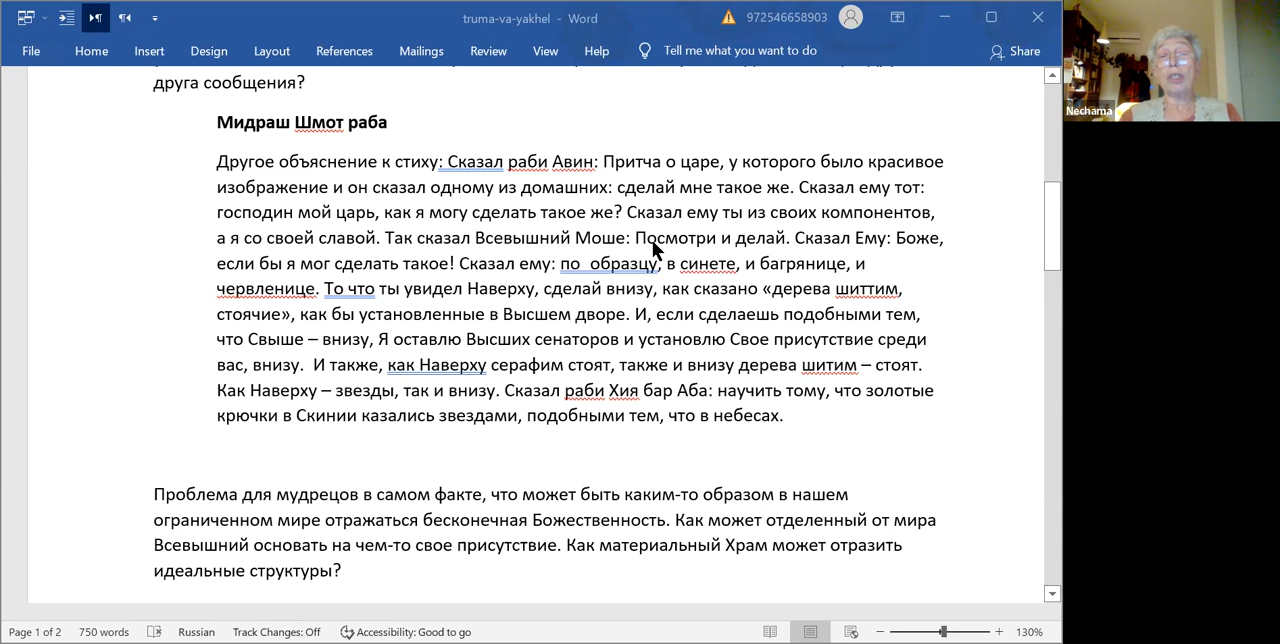 truma-va-yakhel - Word
972546658903
File Home Insert Design Layout References Mailings Review View Help Tell me what you want to do Share
друга сообщения?
Мидраш Шмот раба
Другое объяснение к стиху: Сказал раби Авин: Притча о царе, у которого было красивое
изображение и он сказал одному из домашних: сделай мне такое же. Сказал ему тот:
господин мой царь, как я могу сделать такое же? Сказал ему ты из своих компонентов,
а я со своей славой. Так сказал Всевышний Моше: Посмотри и делай. Сказал Ему: Боже,
если бы я мог сделать такое! Сказал ему: по образцу, в синете, и багрянице, и
червленице. То что ты увидел Наверху, сделай внизу, как сказано «дерева шиттим,
стоячие», как бы установленные в Высшем дворе. И, если сделаешь подобными тем,
что Свыше – внизу, Я оставлю Высших сенаторов и установлю Свое присутствие среди
вас, внизу. И также, как Наверху серафим стоят, также и внизу дерева шитим – стоят.
Как Наверху – звезды, так и внизу. Сказал раби Хия бар Аба: научить тому, что золотые
крючки в Скинии казались звездами, подобными тем, что в небесах.
Проблема для мудрецов в самом факте, что может быть каким-то образом в нашем
ограниченном мире отражаться бесконечная Божественность. Как может отделенный от мира
Всевышний основать на чем-то свое присутствие. Как материальный Храм может отразить
идеальные структуры?
Page 1 of 2 750 words Russian Track Changes: Off Accessibility: Good to go 130%
Nechama